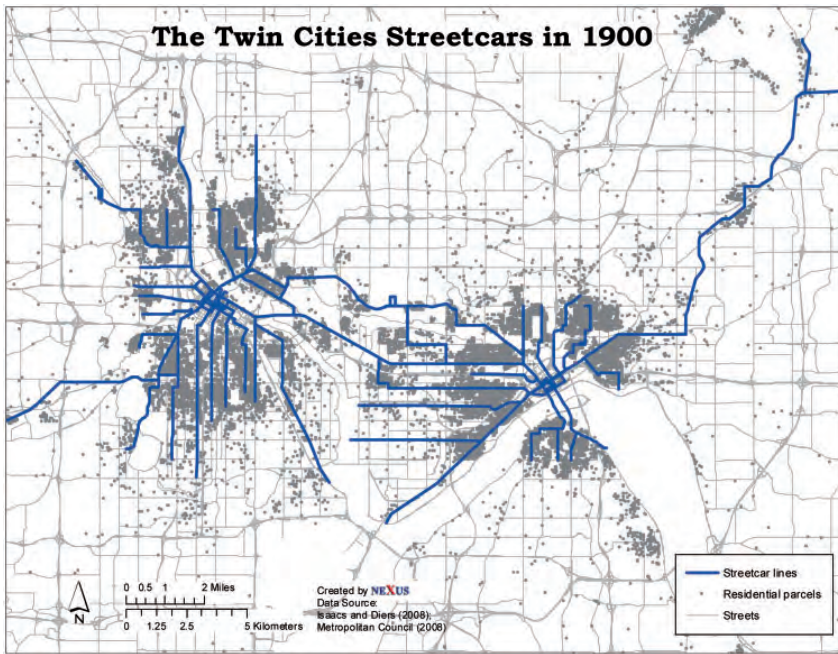 The Twin Cities Streetcars in 1900
0 0.5 1 2 Miles
0 1.25 2.5 5 Kilometers
N
Created by NEXUS
Data Source:
Isaacs and Diers (2008),
Metropolitan Council (2008)
Streetcar lines
Residential parcels
Streets